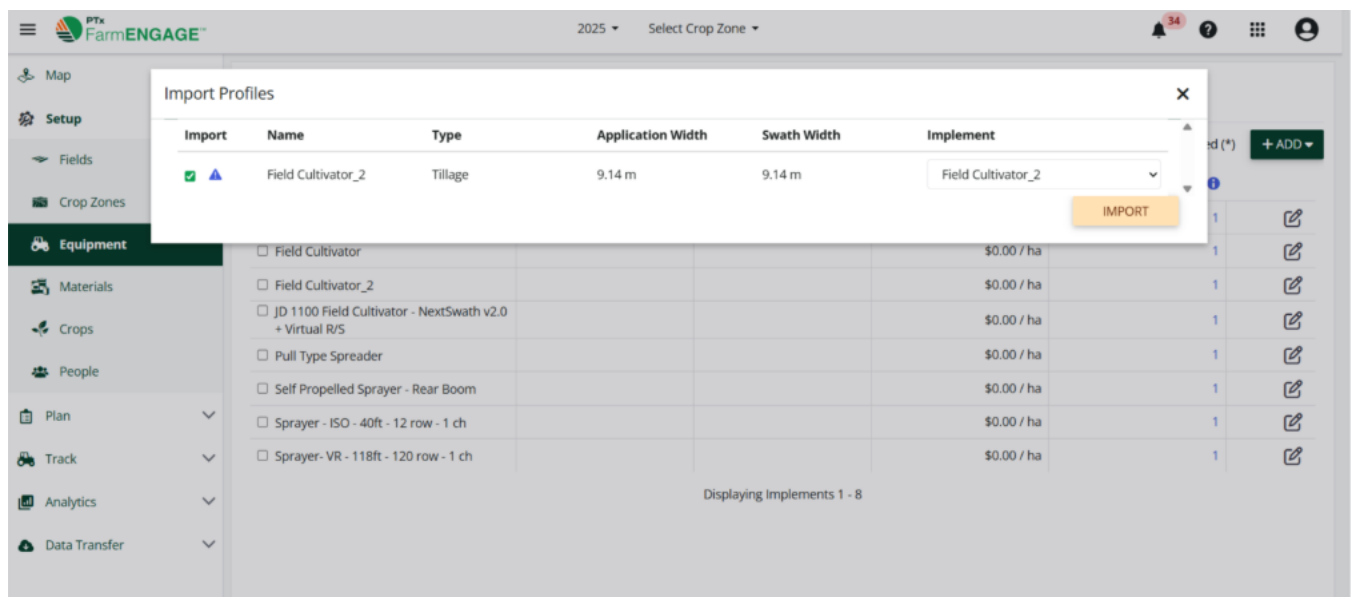 PTx
FarmENGAGE™
2025
Select Crop Zone
34
Map
Setup
Fields
Crop Zones
Equipment
Materials
Crops
People
Plan
Track
Analytics
Data Transfer
Import Profiles
Import Name Type Application Width Swath Width Implement
Field Cultivator_2 Tillage 9.14 m 9.14 m Field Cultivator_2
IMPORT
ed (*)
+ ADD
1
Field Cultivator $0.00 / ha 1
Field Cultivator_2 $0.00 / ha 1
JD 1100 Field Cultivator - NextSwath v2.0
+ Virtual R/S $0.00 / ha 1
Pull Type Spreader $0.00 / ha 1
Self Propelled Sprayer - Rear Boom $0.00 / ha 1
Sprayer - ISO - 40ft - 12 row - 1 ch $0.00 / ha 1
Sprayer- VR - 118ft - 120 row - 1 ch $0.00 / ha 1
Displaying Implements 1 - 8